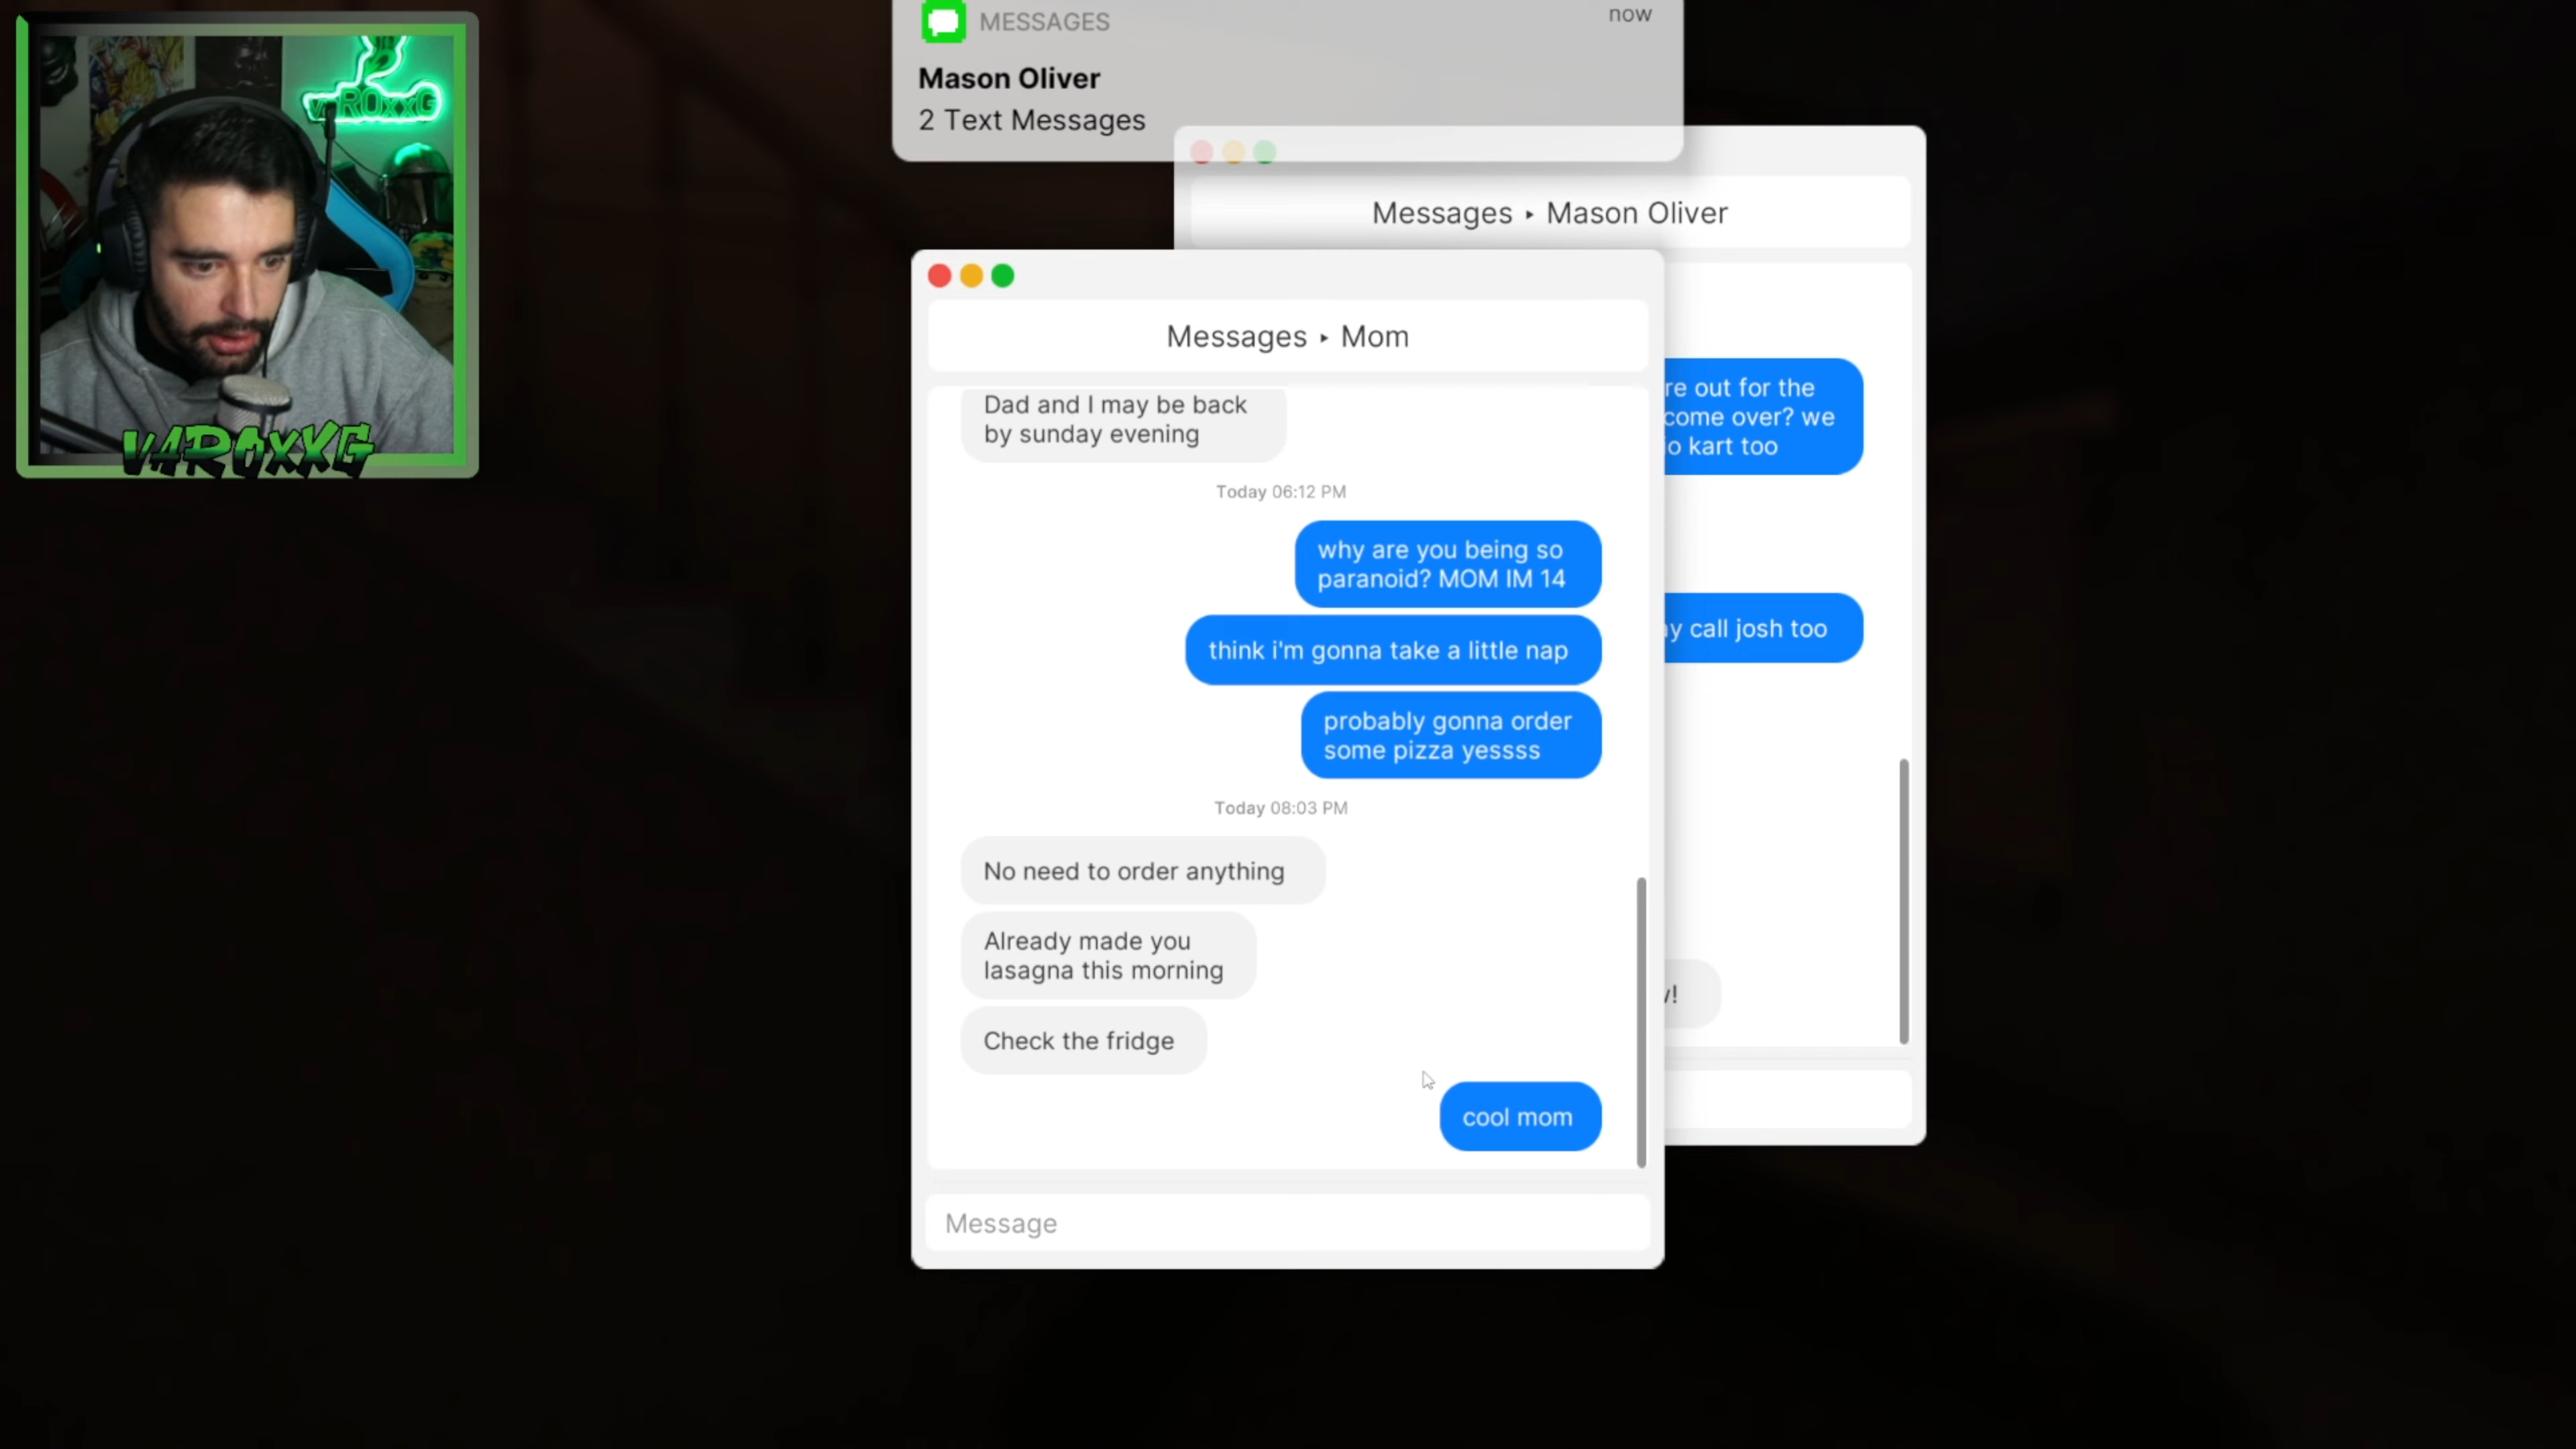 vaROxxG
vaROxxG
MESSAGES
now
Mason Oliver
2 Text Messages
Messages ▸ Mason Oliver
re out for the
come over? we
io kart too
y call josh too
!
Messages ▸ Mom
Dad and I may be back
by sunday evening
Today 06:12 PM
why are you being so
paranoid? MOM IM 14
think i'm gonna take a little nap
probably gonna order
some pizza yessss
Today 08:03 PM
No need to order anything
Already made you
lasagna this morning
Check the fridge
cool mom
Message